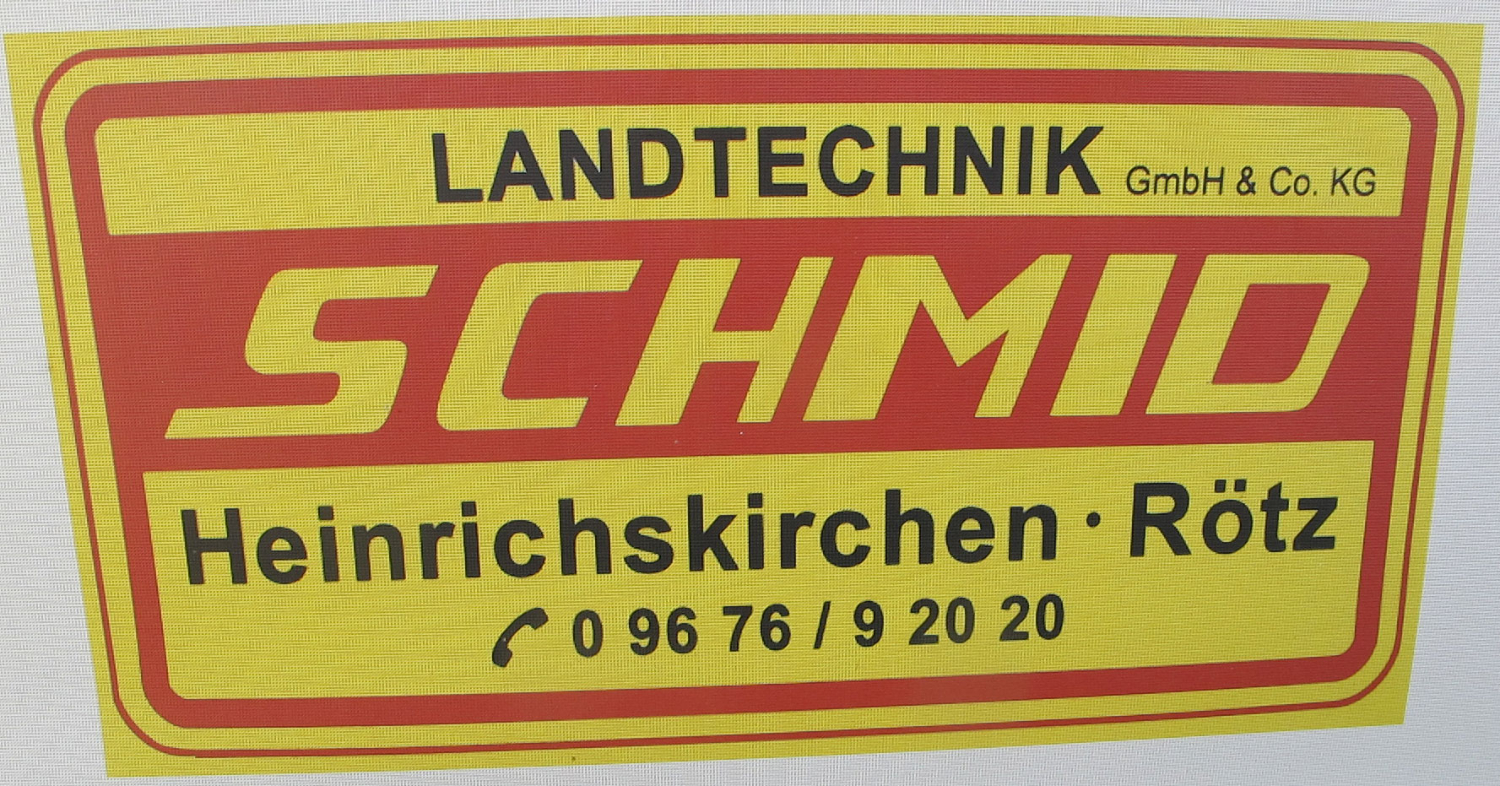 LANDTECHNIK GmbH & Co. KG
SCHMID
Heinrichskirchen · Rötz
0 96 76 / 9 20 20